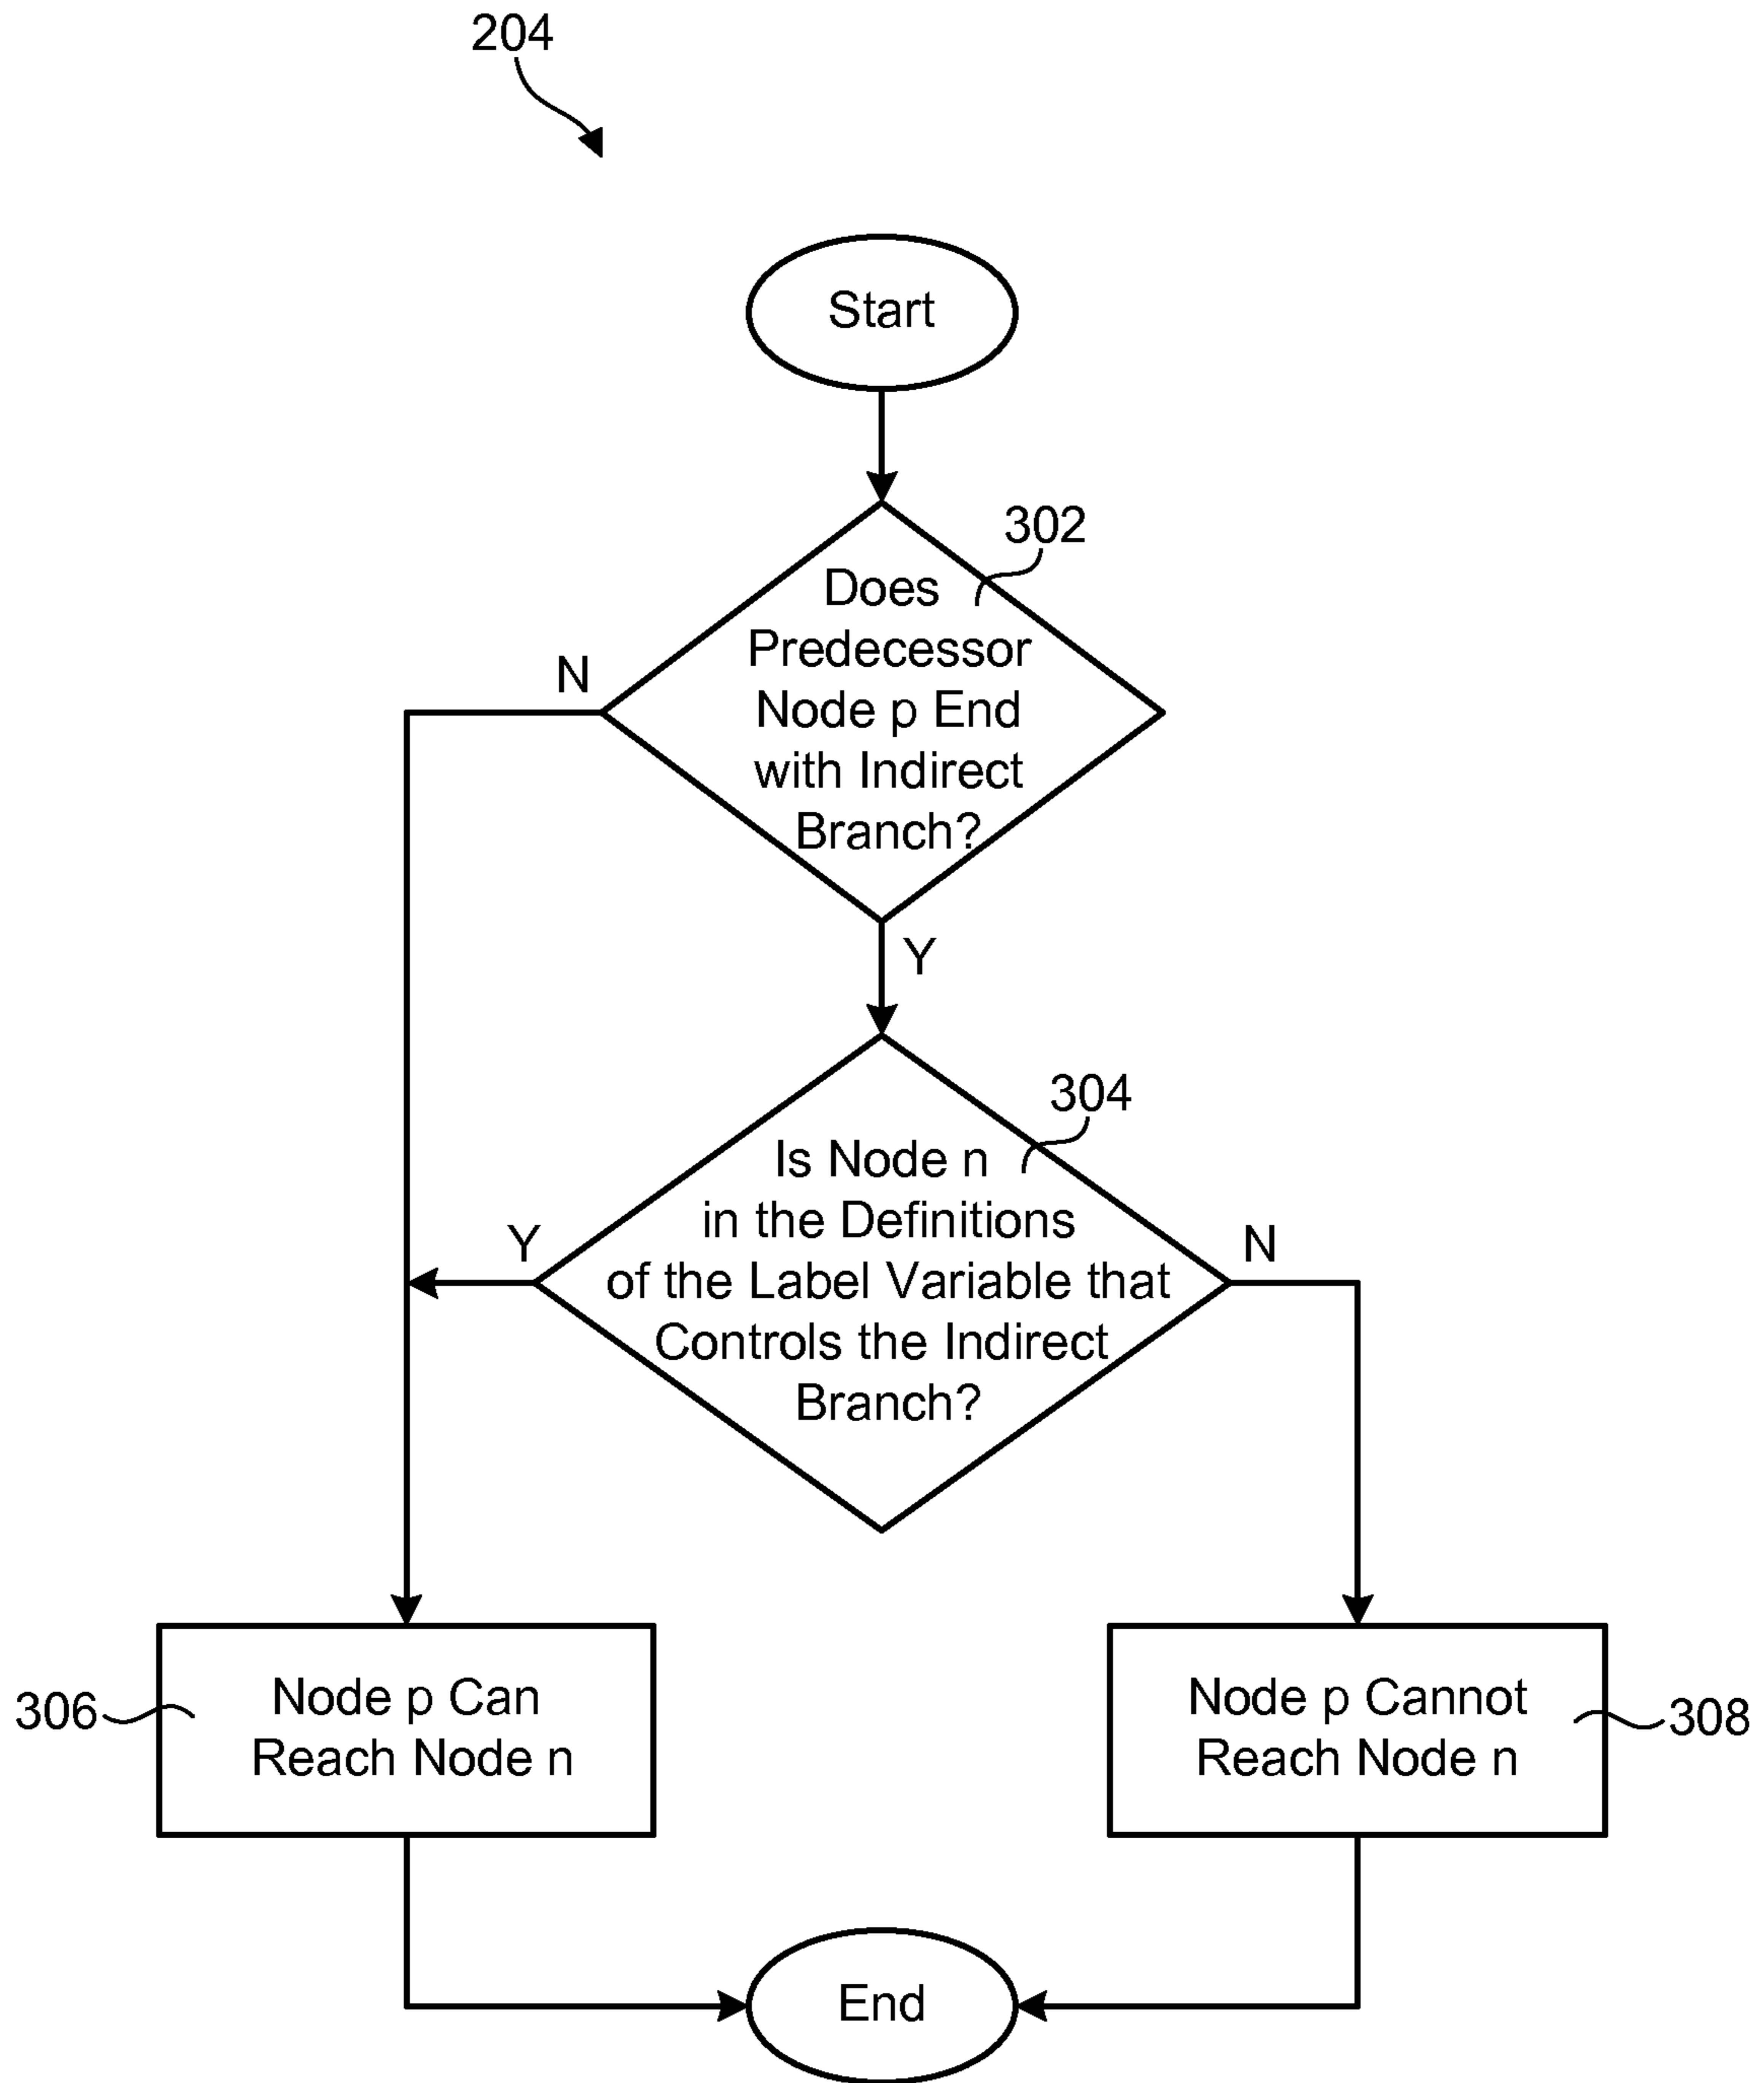 204
Start
302
Does
Predecessor
Node p End
with Indirect
Branch?
N
Y
304
Is Node n
in the Definitions
of the Label Variable that
Controls the Indirect
Branch?
Y
N
306
Node p Can
Reach Node n
Node p Cannot
Reach Node n
308
End